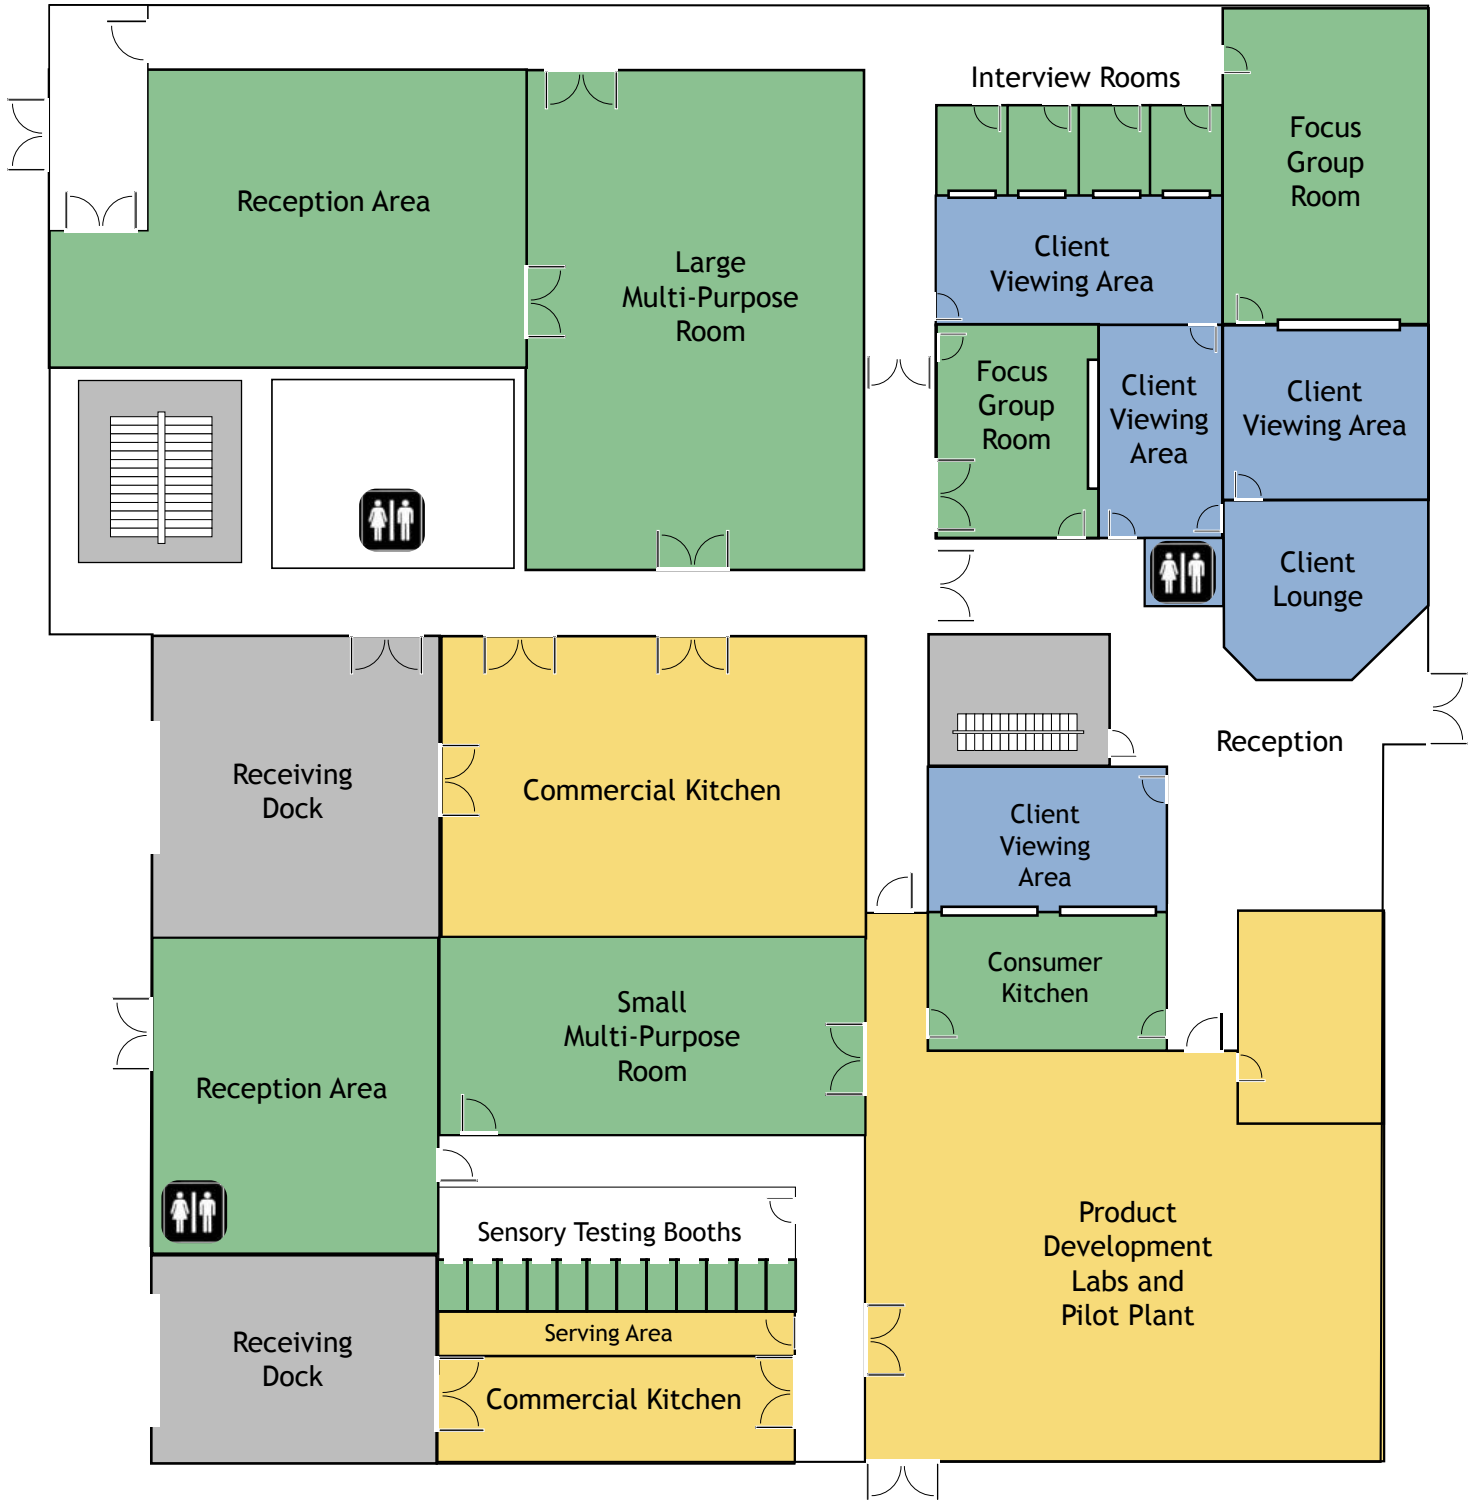 Interview Rooms
Focus
Group
Room
Reception Area
Client
Viewing Area
Large
Multi-Purpose
Room
Focus
Group
Room
Client
Viewing
Area
Client
Viewing Area
Client
Lounge
Reception
Receiving
Dock
Commercial Kitchen
Client
Viewing
Area
Consumer
Kitchen
Small
Multi-Purpose
Room
Reception Area
Sensory Testing Booths
Product
Development
Labs and
Pilot Plant
Serving Area
Receiving
Dock
Commercial Kitchen